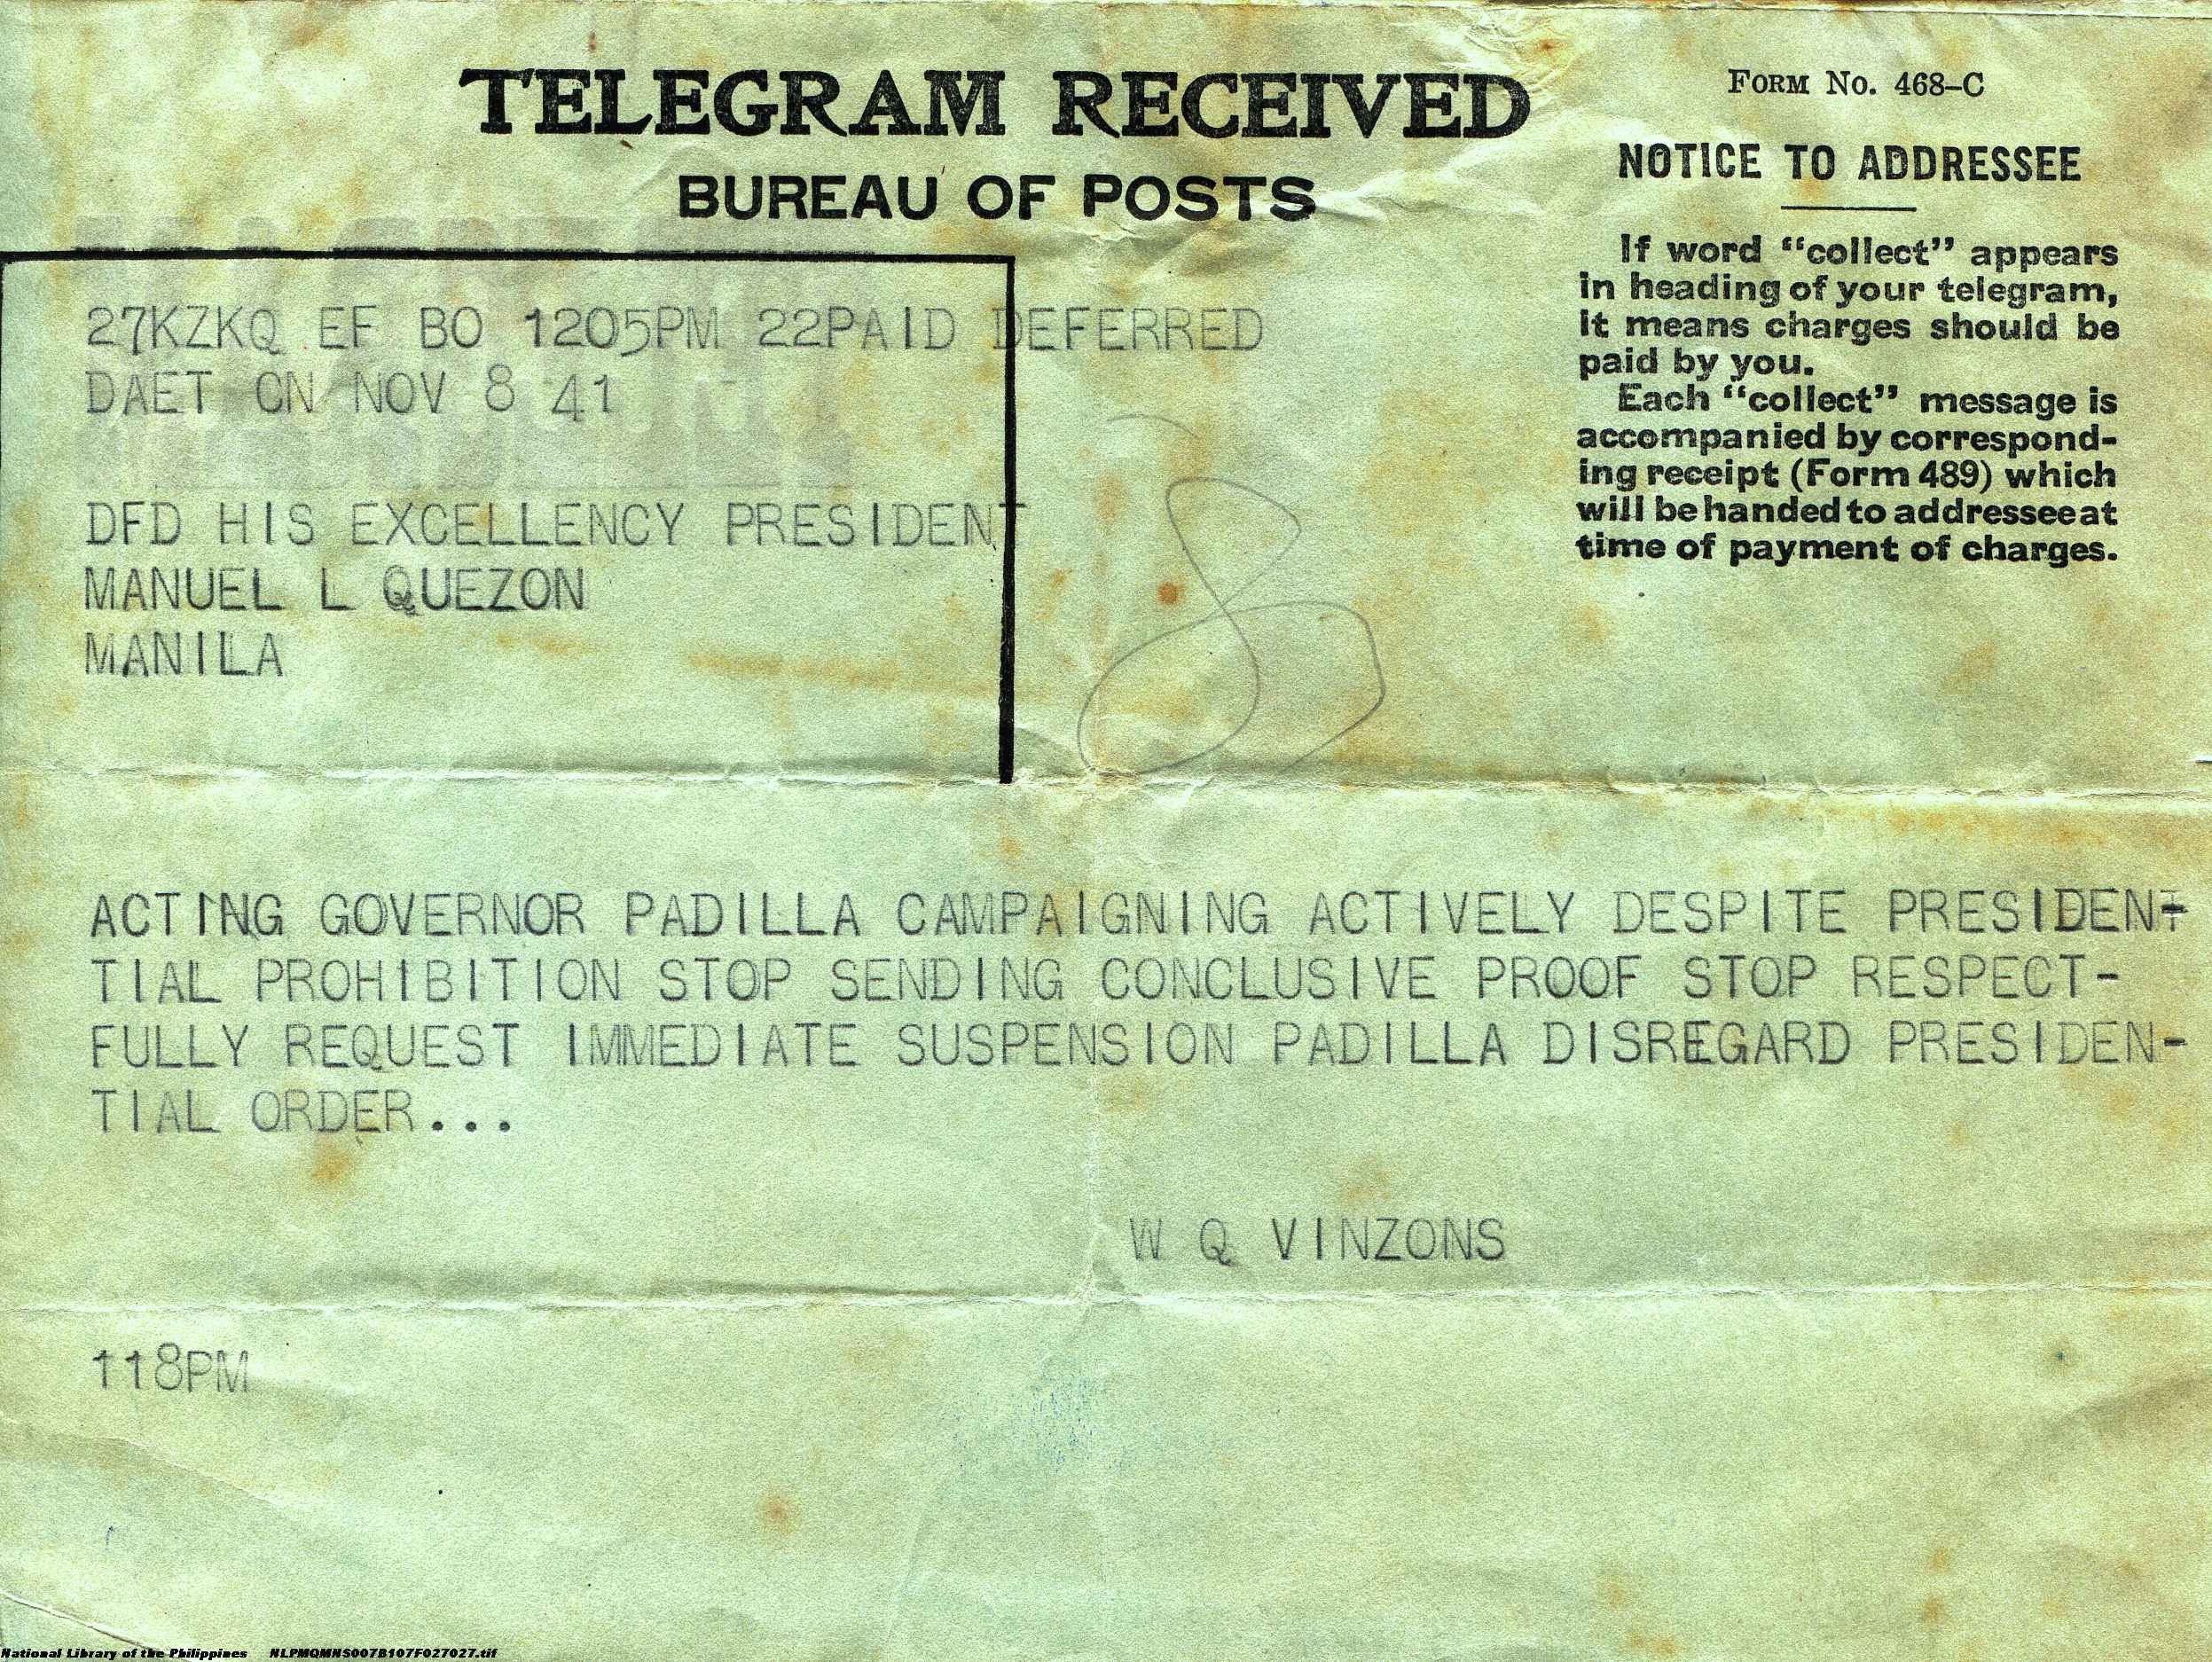 TELEGRAM RECEIVED
BUREAU OF POSTS
FORM NO. 468-C
NOTICE TO ADDRESSEE
If word "collect" appears
in heading of your telegram,
it means charges should be
paid by you.
Each "collect" message is
accompanied by correspond-
ing receipt (Form 489) which
will be handed to addressee at
time of payment of charges.
27KZKQ EF BO 1205PM 22PAID DEFERRED
DAET CN NOV 8 41
DFD HIS EXCELLENCY PRESIDENT
MANUEL L QUEZON
MANILA
8
ACTING GOVERNOR PADILLA CAMPAIGNING ACTIVELY DESPITE PRESIDEN-
TIAL PROHIBITION STOP SENDING CONCLUSIVE PROOF STOP RESPECT-
FULLY REQUEST IMMEDIATE SUSPENSION PADILLA DISREGARD PRESIDEN-
TIAL ORDER...
W Q VINZONS
118PM
National Library of the Philippines NLPMQMNS007B107F027027.tif